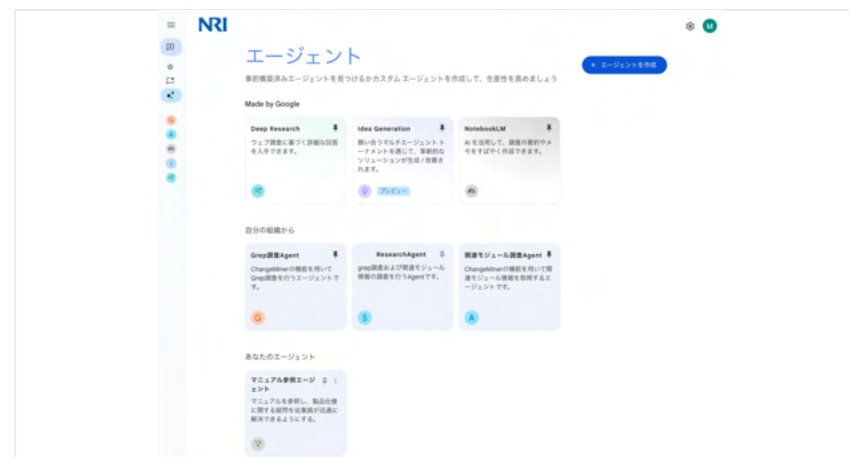 NRI
M
エージェント
+ エージェントを作成
事前構築済みエージェントを見つけるかカスタム エージェントを作成して、生産性を高めましょう
Made by Google
Deep Research
ウェブ調査に基づく詳細な回答
を入手できます。
Idea Generation
競い合うマルチエージェント ト
ーナメントを通じて、革新的な
ソリューションが生成 / 改善さ
れます。
プレビュー
NotebookLM
AI を活用して、調査の要約やメ
モをすばやく作成できます。
自分の組織から
Grep調査Agent
ChangeMinerの機能を用いて
Grep調査を行うエージェントで
す。
G
ResearchAgent
grep調査および関連モジュール
情報の調査を行うAgentです。
S
関連モジュール調査Agent
ChangeMinerの機能を用いて関
連モジュール情報を取得するエ
ージェントです。
A
あなたのエージェント
マニュアル参照エージ
ェント
マニュアルを参照し、製品仕様
に関する疑問を従業員が迅速に
解決できるようにする。
マ
G
A